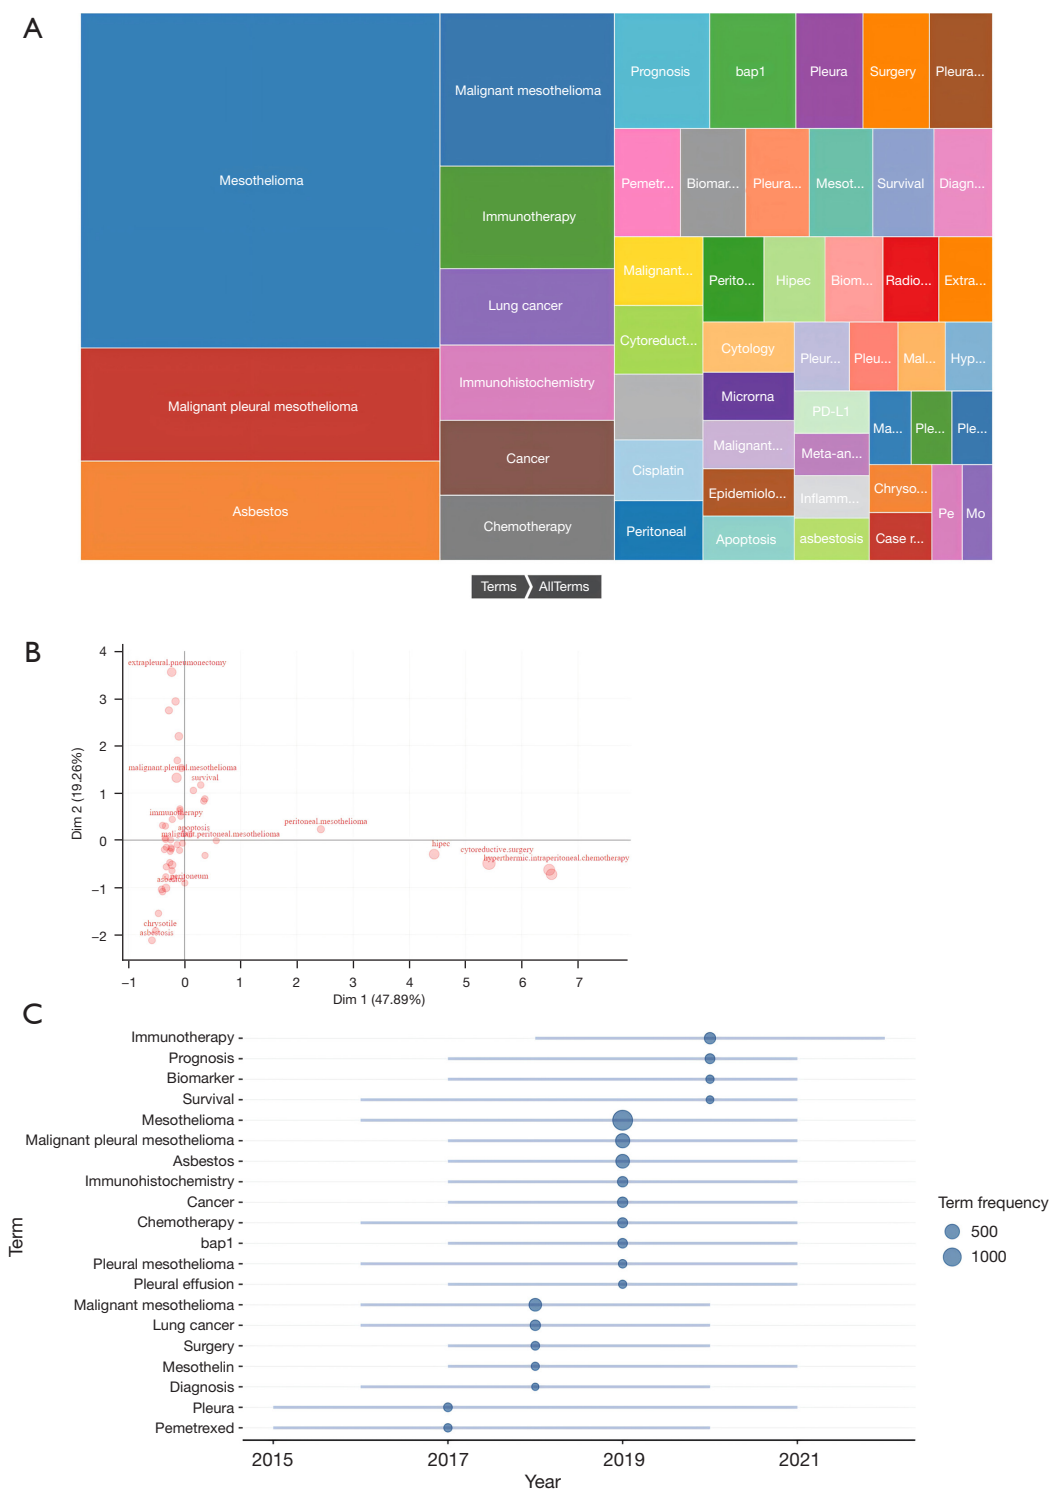 A
Mesothelioma
Malignant pleural mesothelioma
Asbestos
Malignant mesothelioma
Immunotherapy
Lung cancer
Immunohistochemistry
Cancer
Chemotherapy
Prognosis
bap1
Pleura
Surgery
Pleura...
Pemetr...
Biomar...
Pleura...
Mesot...
Survival
Diagn...
Malignant...
Perito...
Hipec
Biom...
Radio...
Extra...
Cytoreduct...
Cytology
Pleur...
Pleu...
Mal...
Hyp...
Microrna
PD-L1
Ma...
Ple...
Ple...
Malignant...
Meta-an...
Cisplatin
Epidemiolo...
Inflamm...
Chryso...
Pe
Mo
Peritoneal
Apoptosis
asbestosis
Case r...
Terms
AllTerms
B
Dim 2 (19.26%)
4
3
2
1
0
−1
−2
extrapleural.pneumonectomy
malignant.pleural.mesothelioma
survival
immunotherapy
apoptosis
malignant.peritoneal.mesothelioma
peritoneal.mesothelioma
hipec
cytoreductive.surgery
hyperthermic.intraperitoneal.chemotherapy
peritoneum
chrysotile
asbestosis
−1
0
1
2
3
4
5
6
7
Dim 1 (47.89%)
C
Term
Immunotherapy
Prognosis
Biomarker
Survival
Mesothelioma
Malignant pleural mesothelioma
Asbestos
Immunohistochemistry
Cancer
Chemotherapy
bap1
Pleural mesothelioma
Pleural effusion
Malignant mesothelioma
Lung cancer
Surgery
Mesothelin
Diagnosis
Pleura
Pemetrexed
2015
2017
2019
2021
Year
Term frequency
500
1000